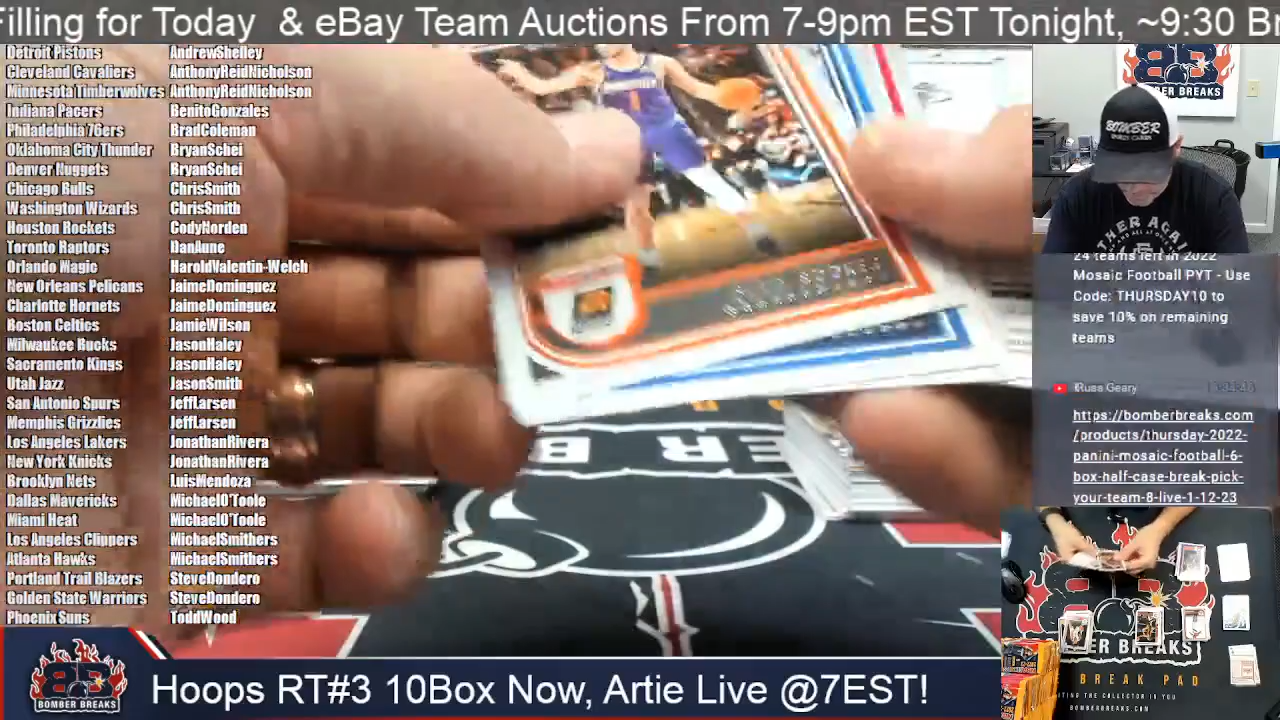 Filling for Today & eBay Team Auctions From 7-9pm EST Tonight, ~9:30
Detroit Pistons AndrewShelley
Cleveland Cavaliers AnthonyReidNicholson
Minnesota Timberwolves AnthonyReidNicholson
Indiana Pacers BenitoGonzales
Philadelphia 76ers BradColeman
Oklahoma City Thunder BryanSchei
Denver Nuggets BryanSchei
Chicago Bulls ChrisSmith
Washington Wizards ChrisSmith
Houston Rockets CodyNorden
Toronto Raptors DanAune
Orlando Magic HaroldValentin-Welch
New Orleans Pelicans JaimeDominguez
Charlotte Hornets JaimeDominguez
Boston Celtics JamieWilson
Milwaukee Bucks JasonHaley
Sacramento Kings JasonHaley
Utah Jazz JasonSmith
San Antonio Spurs JeffLarsen
Memphis Grizzlies JeffLarsen
Los Angeles Lakers JonathanRivera
New York Knicks JonathanRivera
Brooklyn Nets LuisMendoza
Dallas Mavericks MichaelO'Toole
Miami Heat MichaelO'Toole
Los Angeles Clippers MichaelSmithers
Atlanta Hawks MichaelSmithers
Portland Trail Blazers SteveDondero
Golden State Warriors SteveDondero
Phoenix Suns ToddWood
BOMBER BREAKS
BOMBER
24 teams left in 2022
Mosaic Football PYT - Use
Code: THURSDAY10 to
save 10% on remaining
teams
Russ Geary
https://bomberbreaks.com
/products/thursday-2022-
panini-mosaic-football-6-
box-half-case-break-pick-
your-team-8-live-1-12-23
BOMBER BREAKS
BREAK PAD
BOMBERBREAKS.COM
BOMBER BREAKS
Hoops RT#3 10Box Now, Artie Live @7EST!